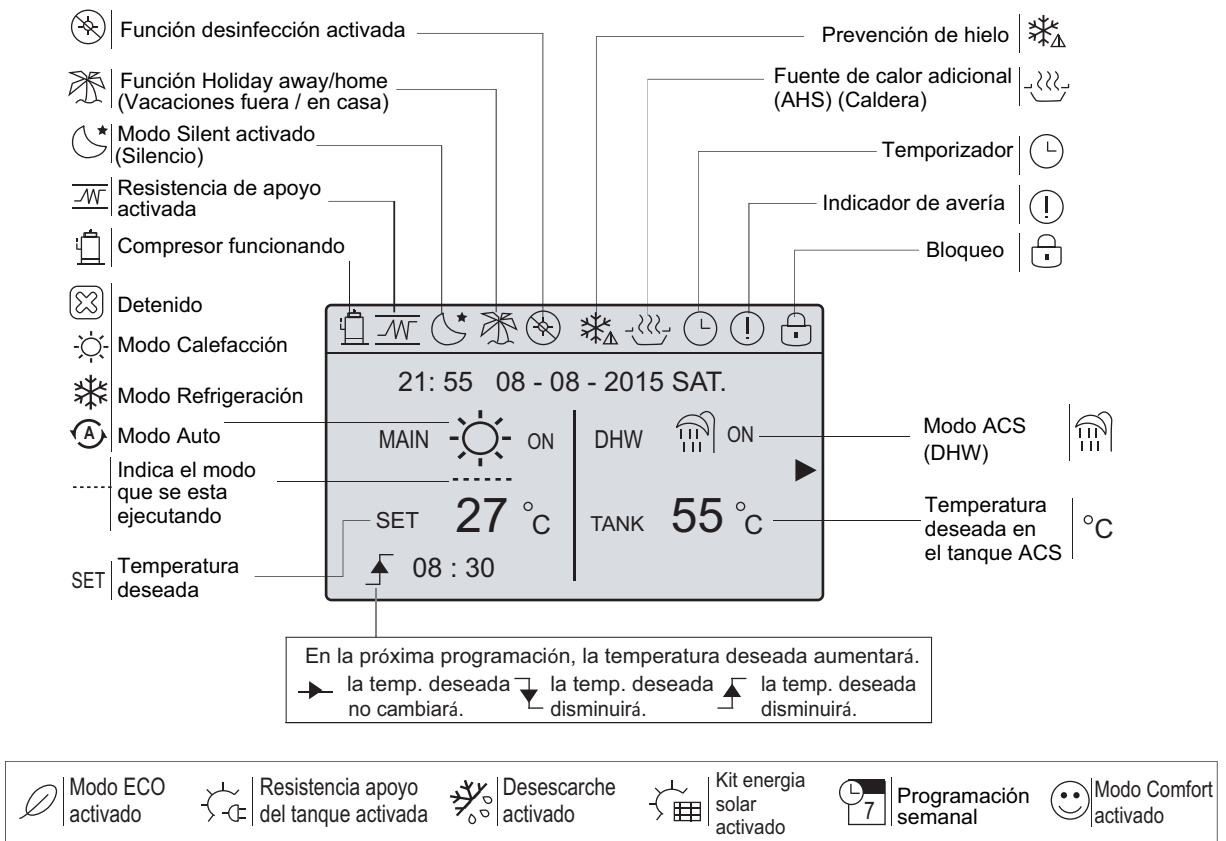 Función desinfección activada
Función Holiday away/home
(Vacaciones fuera / en casa)
Modo Silent activado
(Silencio)
Resistencia de apoyo
activada
Compresor funcionando
Detenido
Modo Calefacción
Modo Refrigeración
A Modo Auto
Indica el modo
que se esta
ejecutando
SET Temperatura
deseada
Prevención de hielo
Fuente de calor adicional
(AHS) (Caldera)
Temporizador
Indicador de avería
Bloqueo
21: 55 08 - 08 - 2015 SAT.
MAIN ON DHW ON
SET 27 °C TANK 55 °C
08 : 30
Modo ACS
(DHW)
Temperatura
deseada en
el tanque ACS
°C
En la próxima programación, la temperatura deseada aumentará.
la temp. deseada
no cambiará.
la temp. deseada
disminuirá.
la temp. deseada
disminuirá.
Modo ECO
activado
Resistencia apoyo
del tanque activada
Desescarche
activado
Kit energia
solar
activado
7
Programación
semanal
Modo Comfort
activado